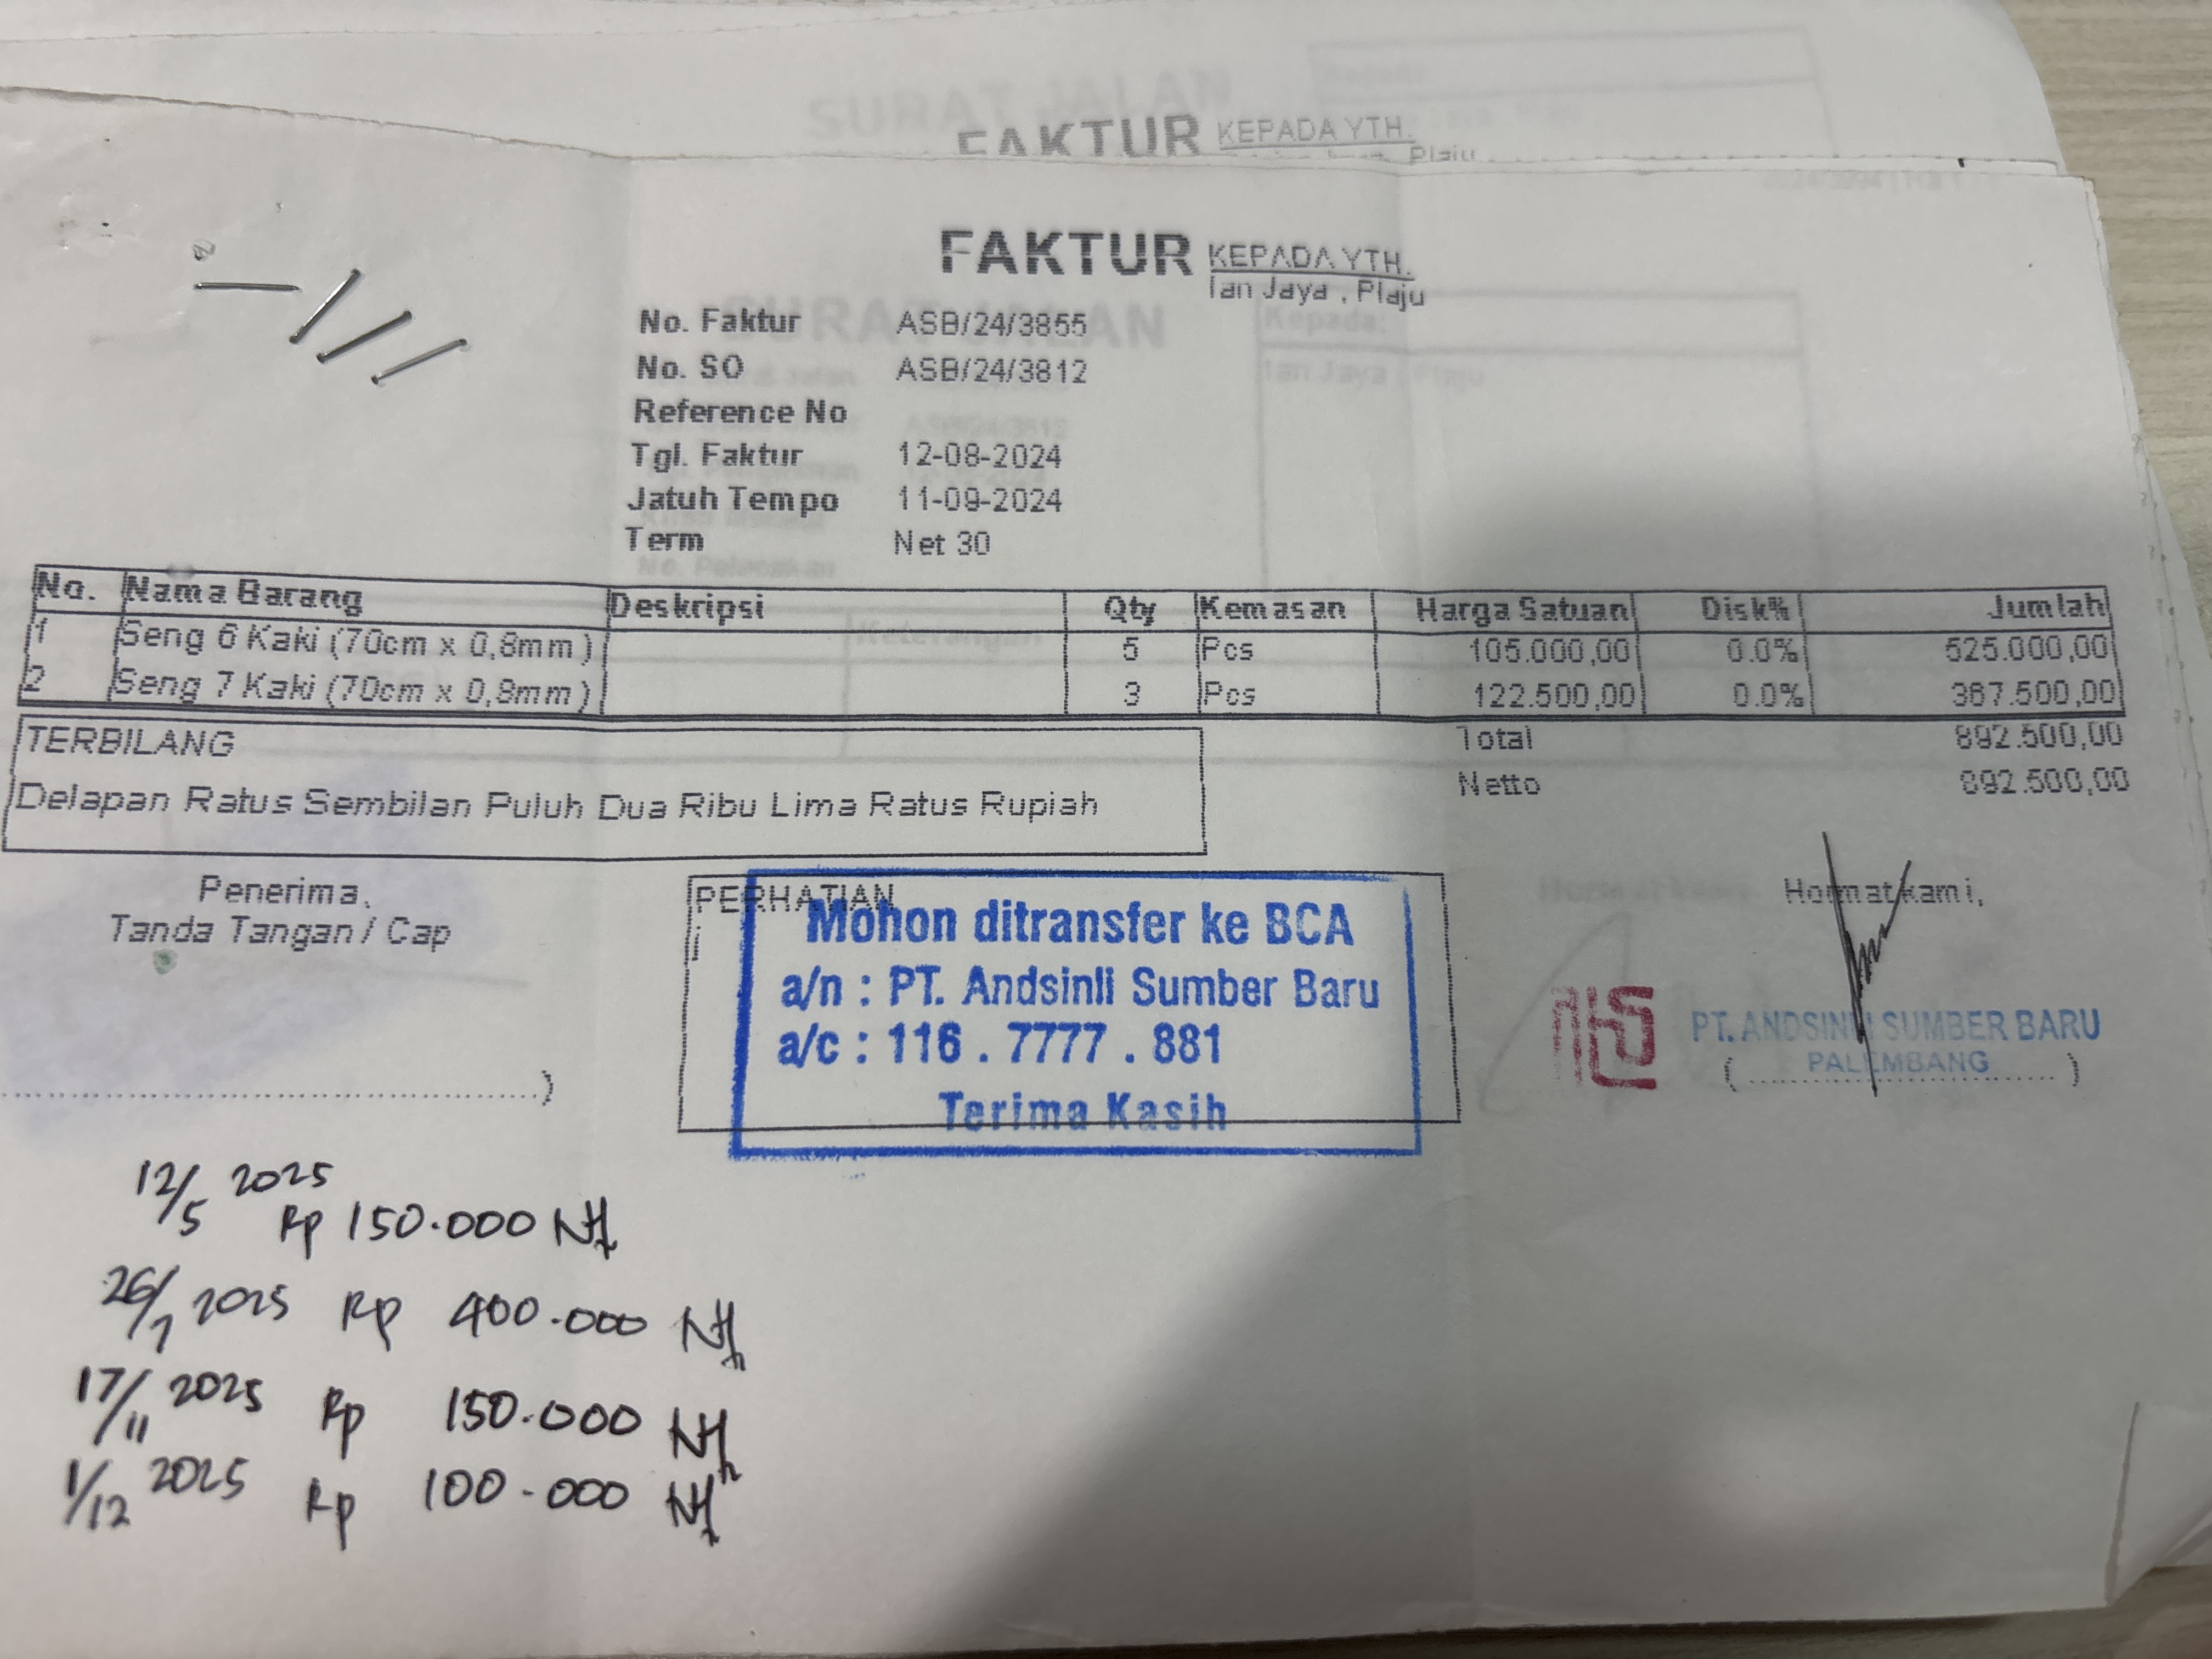 SURAT JALAN
FAKTUR KEPADA YTH.
Plaju
FAKTUR KEPADA YTH.
Ian Jaya , Plaju
No. Faktur ASB/24/3855
No. SO ASB/24/3812
Reference No
Tgl. Faktur 12-08-2024
Jatuh Tempo 11-09-2024
Term Net 30
No. Nama Barang Deskripsi Qty Kemasan Harga Satuan Disk% Jumlah
1 Seng 6 Kaki (70cm x 0,8mm) 5 Pcs 105.000,00 0.0% 525.000,00
2 Seng 7 Kaki (70cm x 0,8mm) 3 Pcs 122.500,00 0.0% 367.500,00
Total 892.500,00
Netto 892.500,00
TERBILANG
Delapan Ratus Sembilan Puluh Dua Ribu Lima Ratus Rupiah
Penerima,
Tanda Tangan / Cap
PERHATIAN
Mohon ditransfer ke BCA
a/n : PT. Andsinli Sumber Baru
a/c : 116 . 7777 . 881
Terima Kasih
Hormat kami,
PT. ANDSINLI SUMBER BARU
PALEMBANG
12/5 2025
Rp 150.000
26/7 2025 Rp 400.000
17/11 2025 Rp 150.000
1/12 2025 Rp 100.000